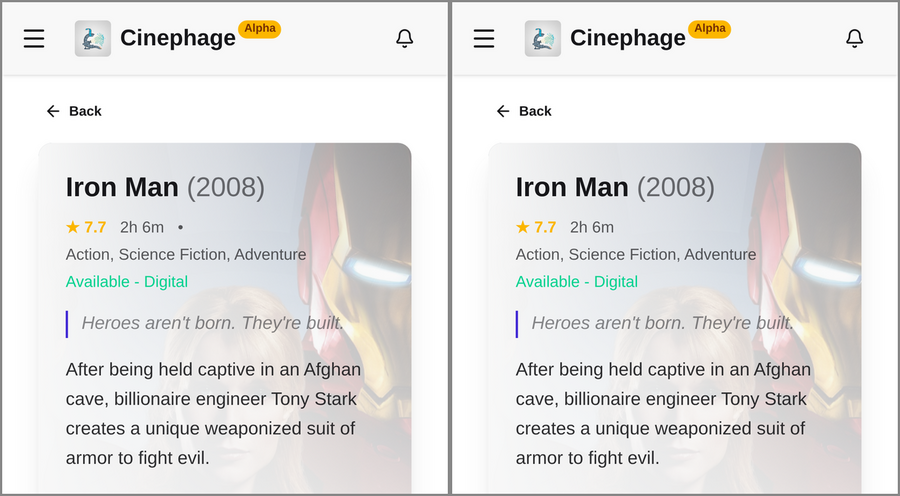 Cinephage Alpha
Back
Iron Man (2008)
★ 7.7 2h 6m •
Action, Science Fiction, Adventure
Available - Digital
Heroes aren't born. They're built.
After being held captive in an Afghan
cave, billionaire engineer Tony Stark
creates a unique weaponized suit of
armor to fight evil.
Cinephage Alpha
Back
Iron Man (2008)
★ 7.7 2h 6m
Action, Science Fiction, Adventure
Available - Digital
Heroes aren't born. They're built.
After being held captive in an Afghan
cave, billionaire engineer Tony Stark
creates a unique weaponized suit of
armor to fight evil.